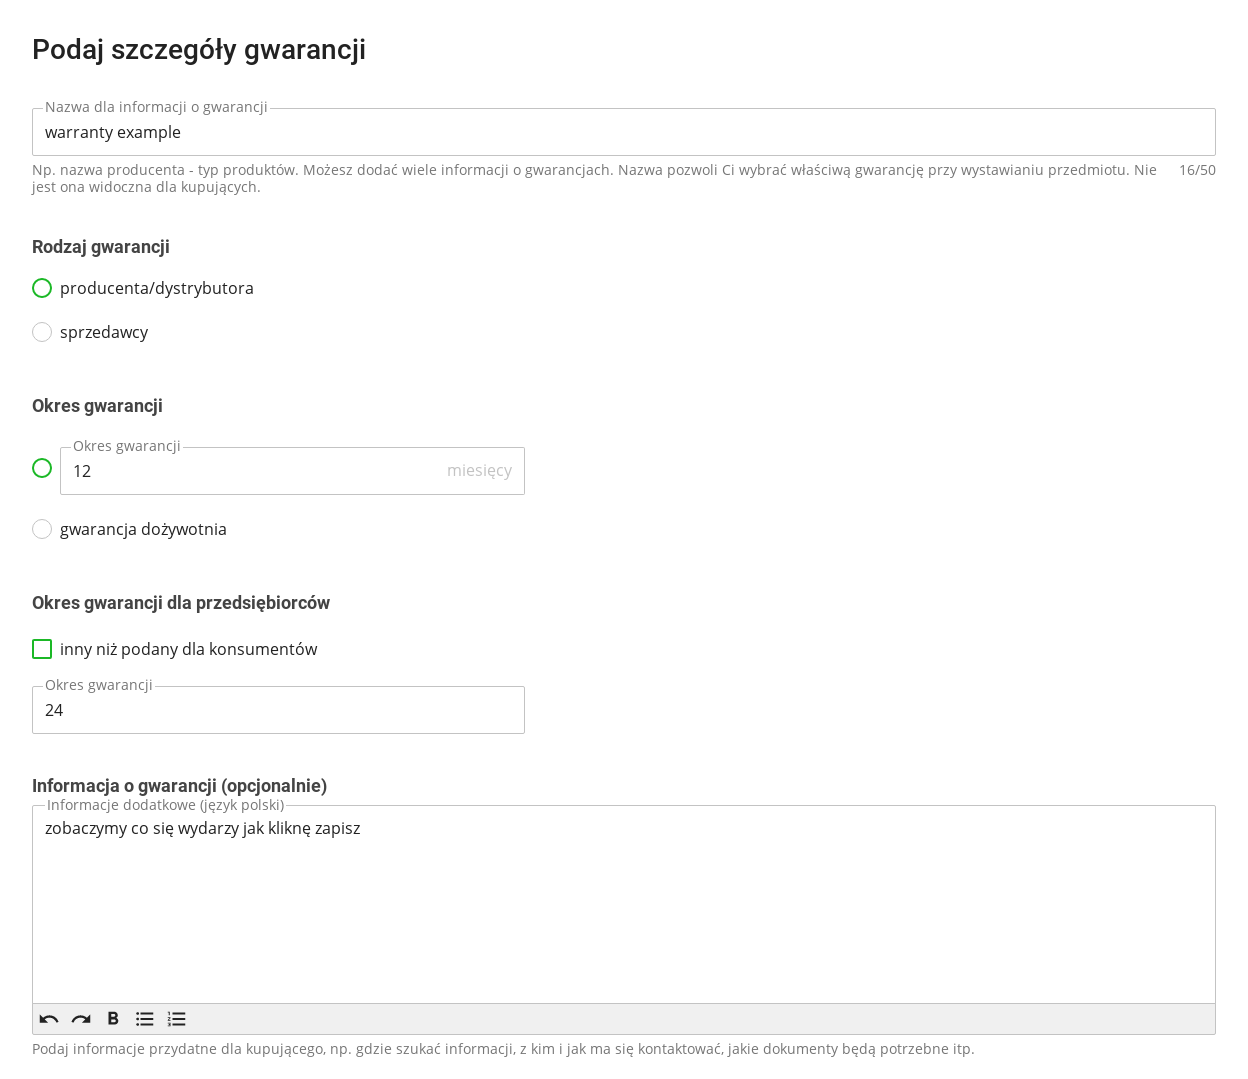 Podaj szczegóły gwarancji
Nazwa dla informacji o gwarancji
warranty example
Np. nazwa producenta - typ produktów. Możesz dodać wiele informacji o gwarancjach. Nazwa pozwoli Ci wybrać właściwą gwarancję przy wystawianiu przedmiotu. Nie 16/50
jest ona widoczna dla kupujących.
Rodzaj gwarancji
producenta/dystrybutora
sprzedawcy
Okres gwarancji
Okres gwarancji
12 miesięcy
gwarancja dożywotnia
Okres gwarancji dla przedsiębiorców
inny niż podany dla konsumentów
Okres gwarancji
24
Informacja o gwarancji (opcjonalnie)
Informacje dodatkowe (język polski)
zobaczymy co się wydarzy jak kliknę zapisz
B
Podaj informacje przydatne dla kupującego, np. gdzie szukać informacji, z kim i jak ma się kontaktować, jakie dokumenty będą potrzebne itp.